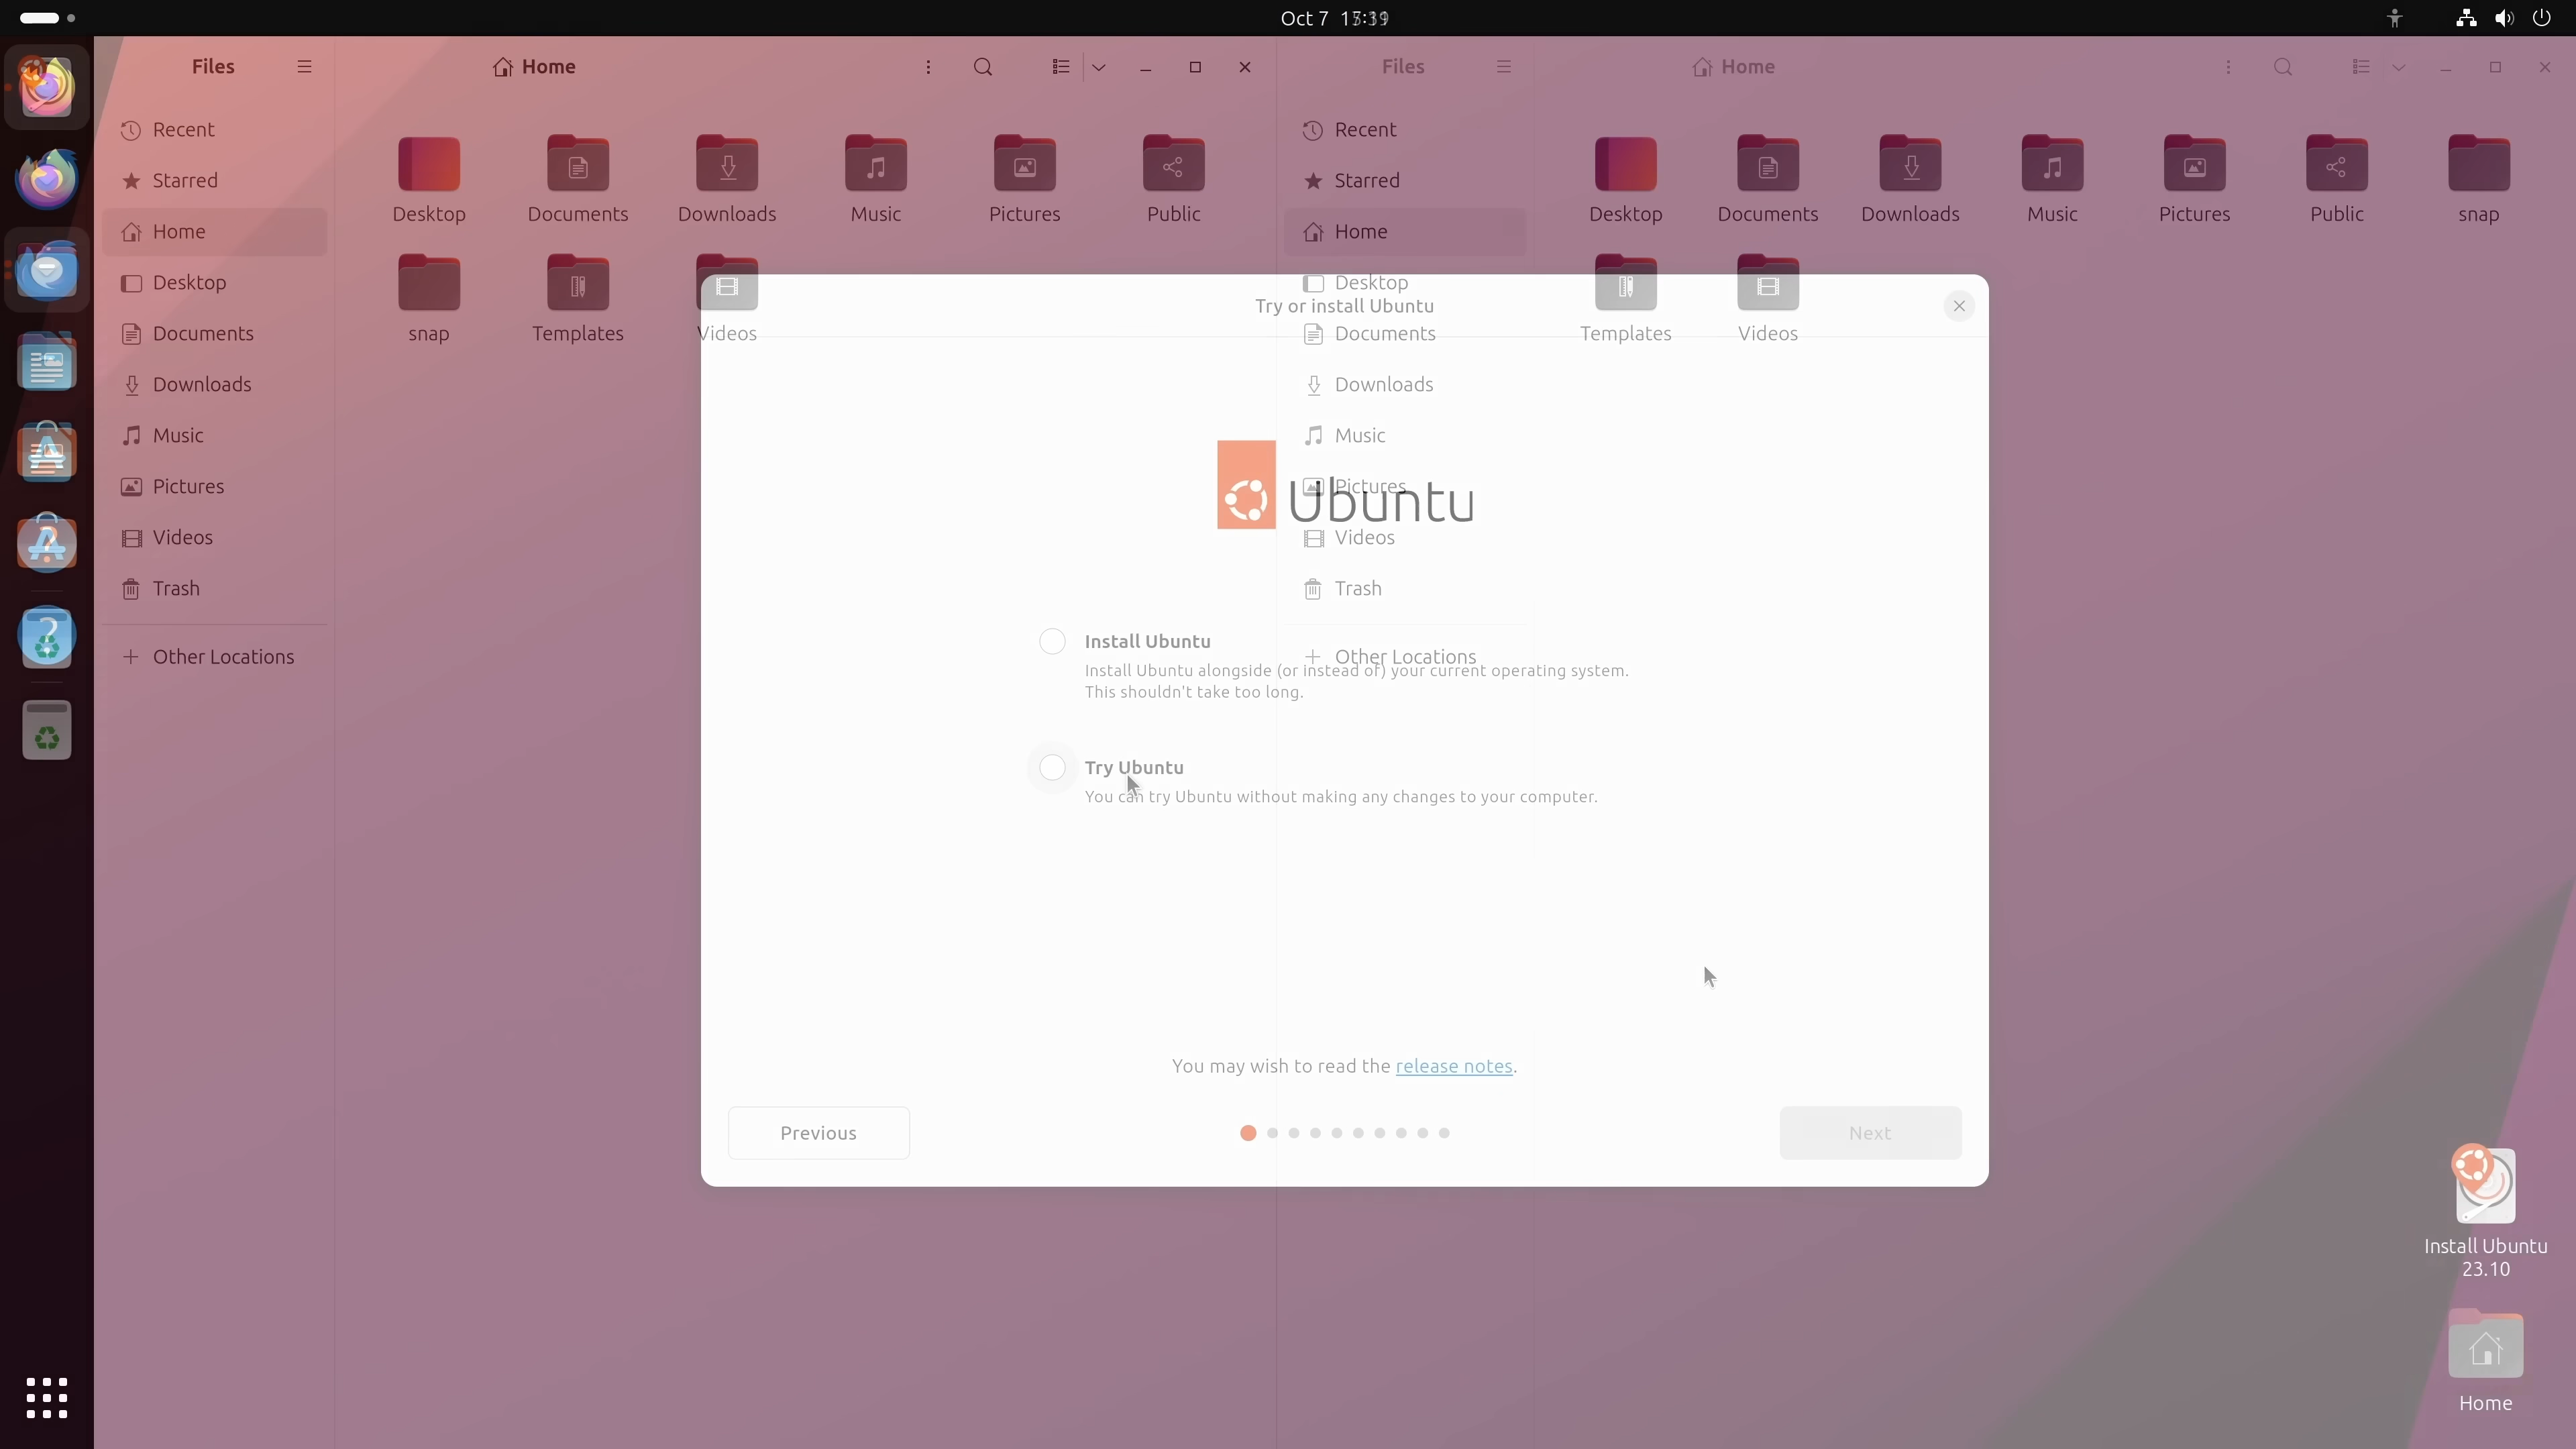 Oct 7
Files
Home
Recent
Starred
Home
Desktop
Documents
Downloads
Music
Pictures
Videos
Trash
Other Locations
Desktop
Documents
Downloads
Music
Pictures
Public
snap
Templates
Videos
Files
Home
Recent
Starred
Home
Desktop
Documents
Downloads
Music
Pictures
Videos
Trash
Other Locations
Desktop
Documents
Downloads
Music
Pictures
Public
snap
Templates
Videos
Try or install Ubuntu
Ubuntu
Install Ubuntu
Install Ubuntu alongside (or instead of) your current operating system.
This shouldn't take too long.
Try Ubuntu
You can try Ubuntu without making any changes to your computer.
You may wish to read the release notes.
Previous
Next
Install Ubuntu
23.10
Home